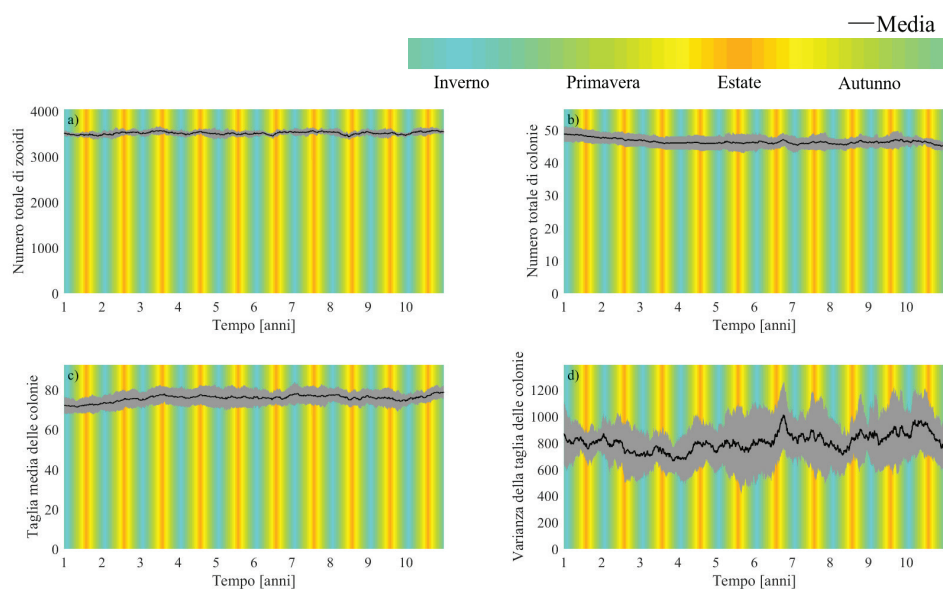 Media
Inverno Primavera Estate Autunno
a)
Numero totale di zooidi
4000
3000
2000
1000
0
1 2 3 4 5 6 7 8 9 10
Tempo [anni]
b)
Numero totale di colonie
50
40
30
20
10
0
1 2 3 4 5 6 7 8 9 10
Tempo [anni]
c)
Taglia media delle colonie
80
60
40
20
0
1 2 3 4 5 6 7 8 9 10
Tempo [anni]
d)
Varianza della taglia delle colonie
1200
1000
800
600
400
200
0
1 2 3 4 5 6 7 8 9 10
Tempo [anni]